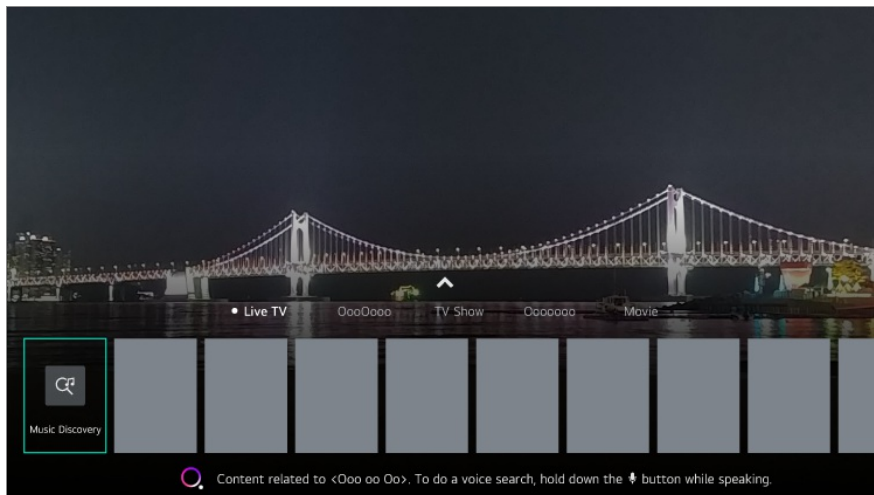 Live TV
OooOooo
TV Show
Ooooooo
Movie
Music Discovery
Content related to <Ooo oo Oo>. To do a voice search, hold down the button while speaking.